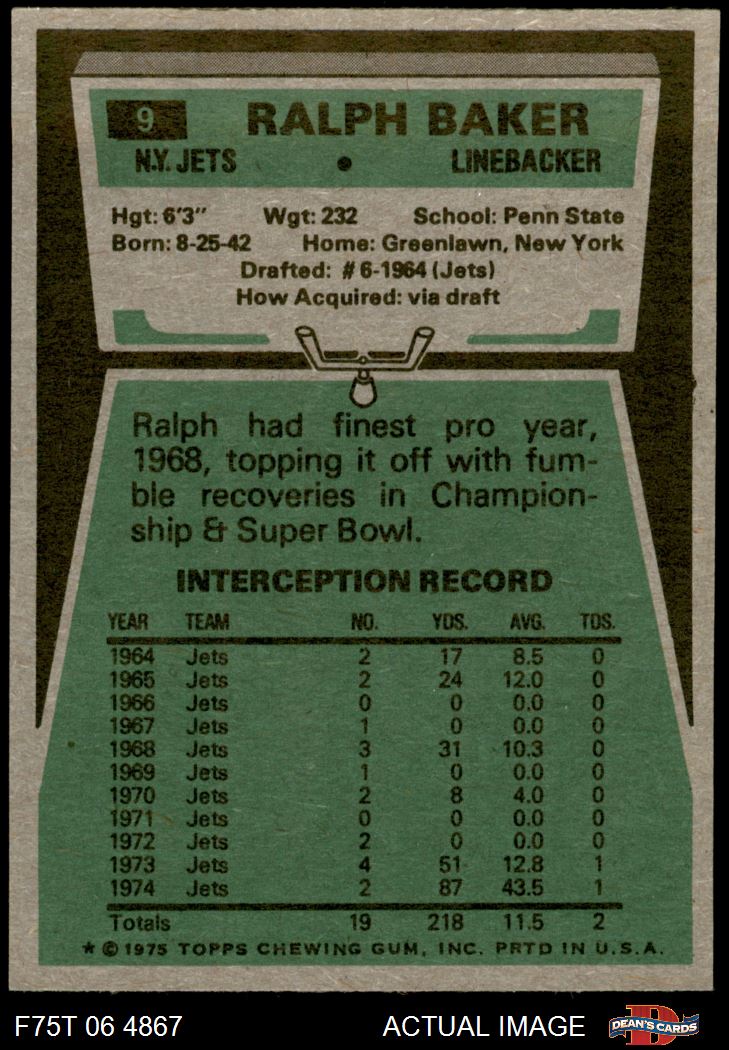 9 RALPH BAKER
N.Y. JETS • LINEBACKER
Hgt: 6'3" Wgt: 232 School: Penn State
Born: 8-25-42 Home: Greenlawn, New York
Drafted: #6-1964 (Jets)
How Acquired: via draft
Ralph had finest pro year,
1968, topping it off with fum-
ble recoveries in Champion-
ship & Super Bowl.
INTERCEPTION RECORD
YEAR TEAM NO. YDS. AVG. TDS.
1964 Jets 2 17 8.5 0
1965 Jets 2 24 12.0 0
1966 Jets 0 0 0.0 0
1967 Jets 1 0 0.0 0
1968 Jets 3 31 10.3 0
1969 Jets 1 0 0.0 0
1970 Jets 2 8 4.0 0
1971 Jets 0 0 0.0 0
1972 Jets 2 0 0.0 0
1973 Jets 4 51 12.8 1
1974 Jets 2 87 43.5 1
Totals 19 218 11.5 2
* © 1975 TOPPS CHEWING GUM, INC. PRTD IN U.S.A.
F75T 06 4867 ACTUAL IMAGE DEAN'S CARDS